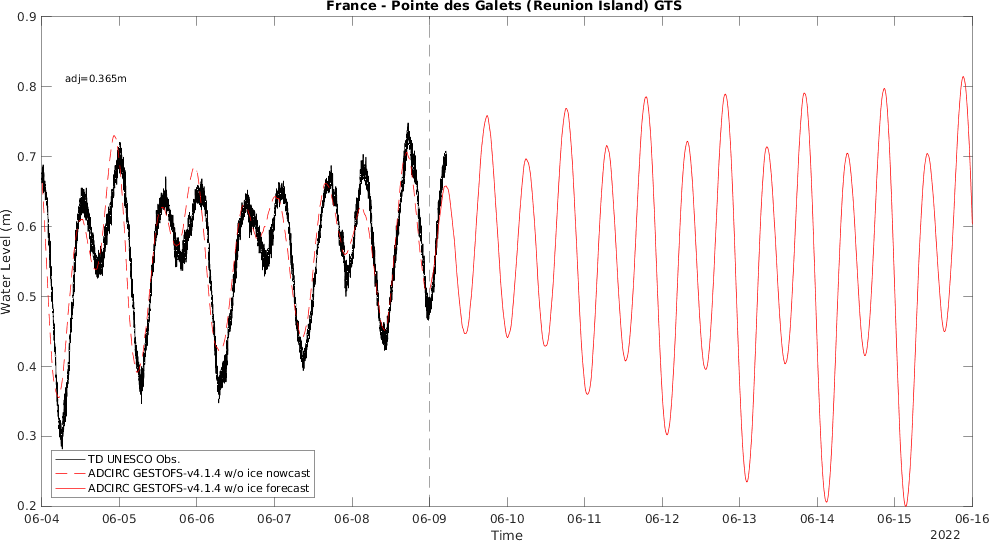 France - Pointe des Galets (Reunion Island) GTS
0.9
0.8
0.7
0.6
0.5
0.4
0.3
0.2
Water Level (m)
adj=0.365m
TD UNESCO Obs.
ADCIRC GESTOFS-v4.1.4 w/o ice nowcast
ADCIRC GESTOFS-v4.1.4 w/o ice forecast
06-04 06-05 06-06 06-07 06-08 06-09 06-10 06-11 06-12 06-13 06-14 06-15 06-16
Time
2022